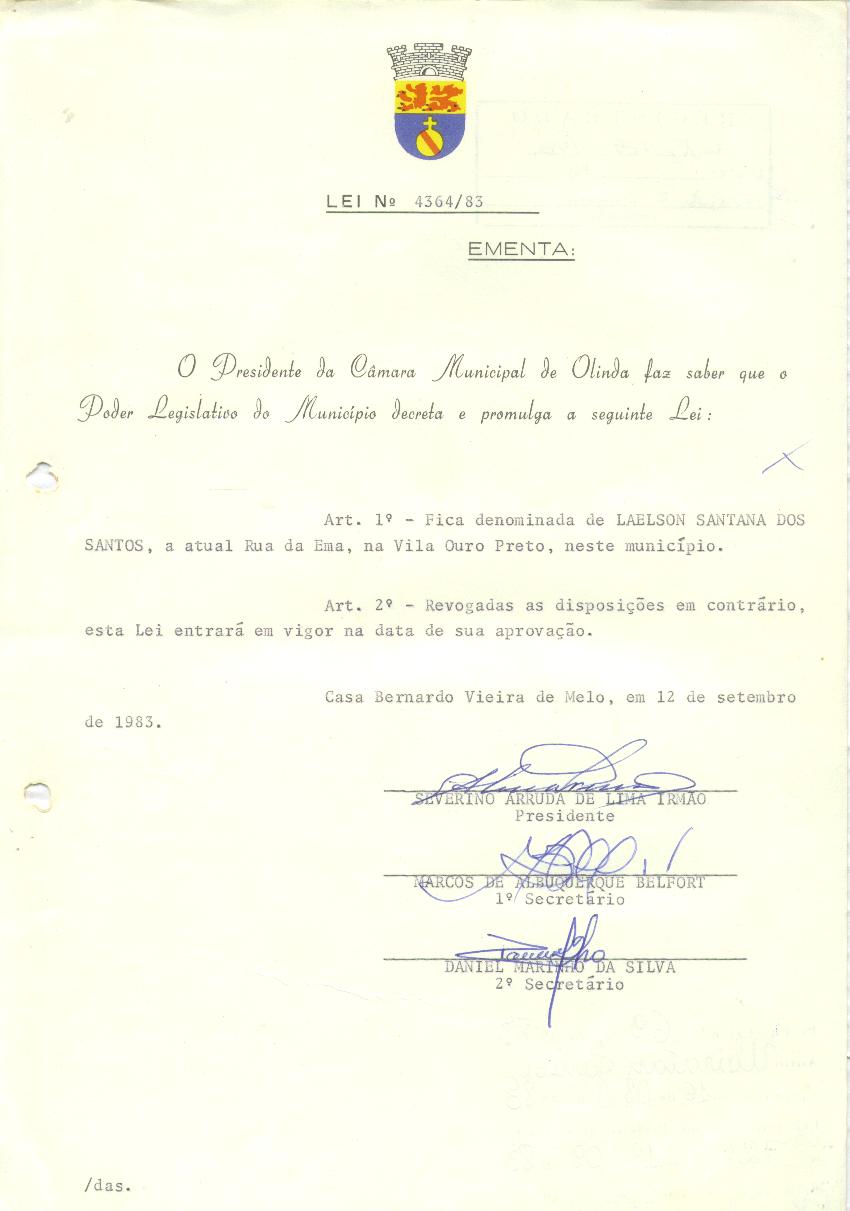 LEI Nº 4364/83
EMENTA:
O Presidente da Câmara Municipal de Olinda faz saber que o
Poder Legislativo do Município decreta e promulga a seguinte Lei:
Art. 1º - Fica denominada de LAELSON SANTANA DOS
SANTOS, a atual Rua da Ema, na Vila Ouro Preto, neste município.
Art. 2º - Revogadas as disposições em contrário,
esta Lei entrará em vigor na data de sua aprovação.
Casa Bernardo Vieira de Melo, em 12 de setembro
de 1983.
SEVERINO ARRUDA DE LIMA IRMÃO
Presidente
MARCOS DE ALBUQUERQUE BELFORT
1º Secretário
DANIEL MARINHO DA SILVA
2º Secretário
/das.